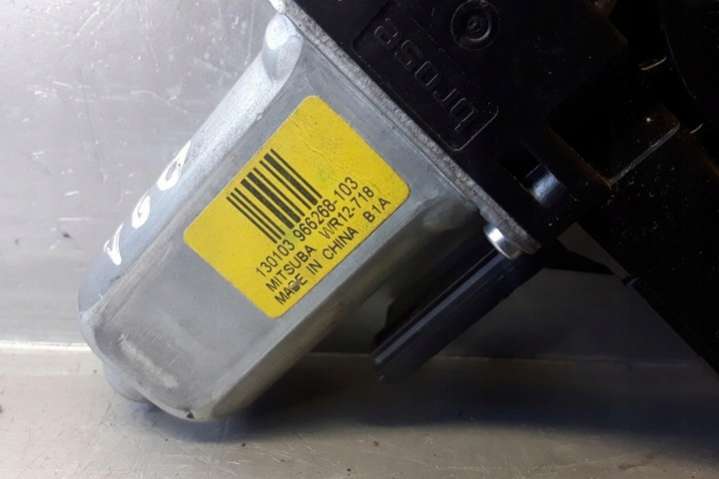 brose
130103 966268-103
MITSUBA WR12-718
MADE IN CHINA B1A